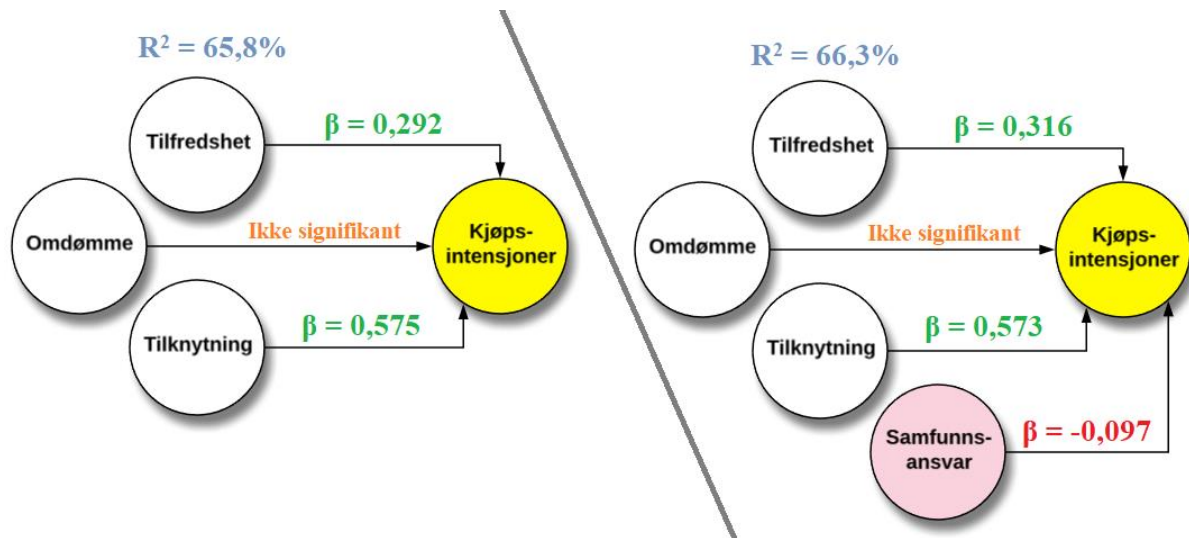 R² = 65,8%
Tilfredshet
β = 0,292
Omdømme
Ikke signifikant
Kjøps-
intensjoner
Tilknytning
β = 0,575
R² = 66,3%
Tilfredshet
β = 0,316
Omdømme
Ikke signifikant
Kjøps-
intensjoner
Tilknytning
β = 0,573
Samfunns-
ansvar
β = -0,097